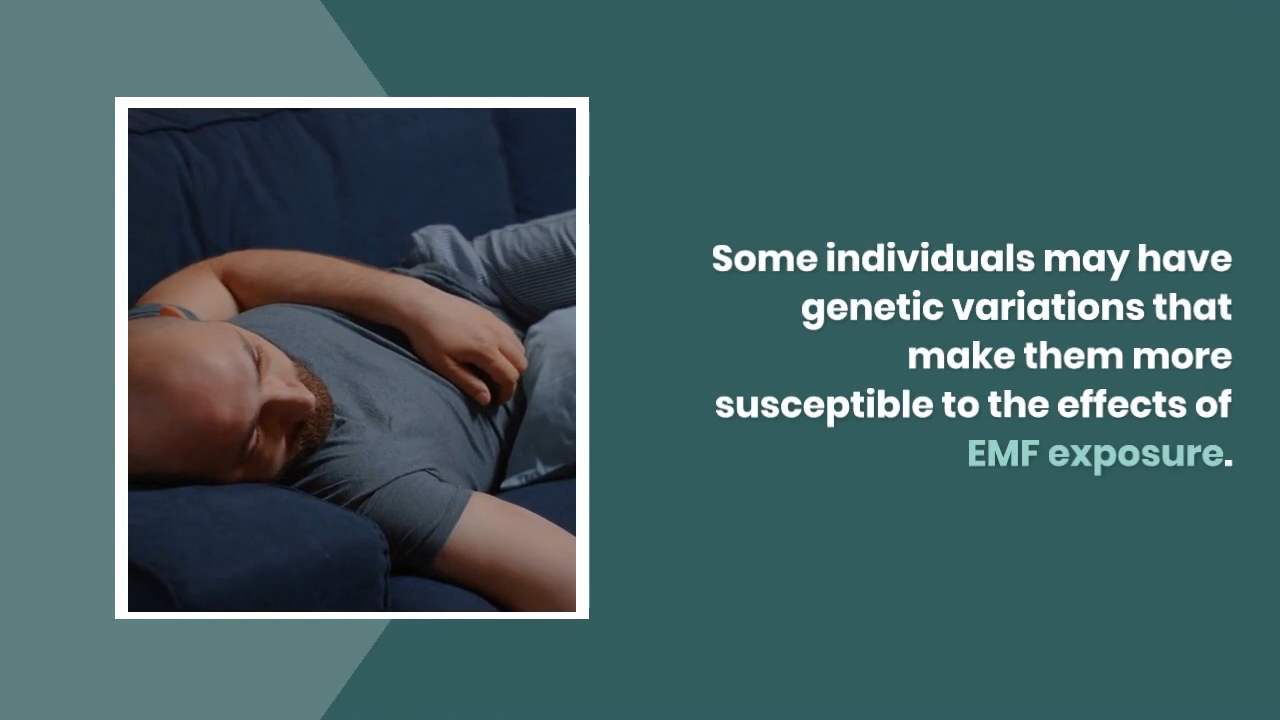 Some individuals may have
genetic variations that
make them more
susceptible to the effects of
EMF exposure.